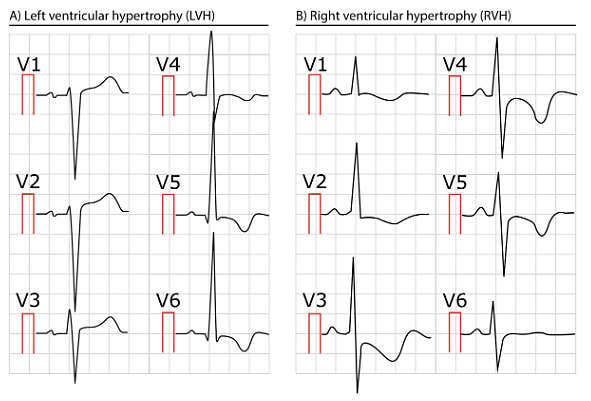 A) Left ventricular hypertrophy (LVH) B) Right ventricular hypertrophy (RVH)
V1 V4 V1 V4
V2 V5 V2 V5
V3 V6 V3 V6